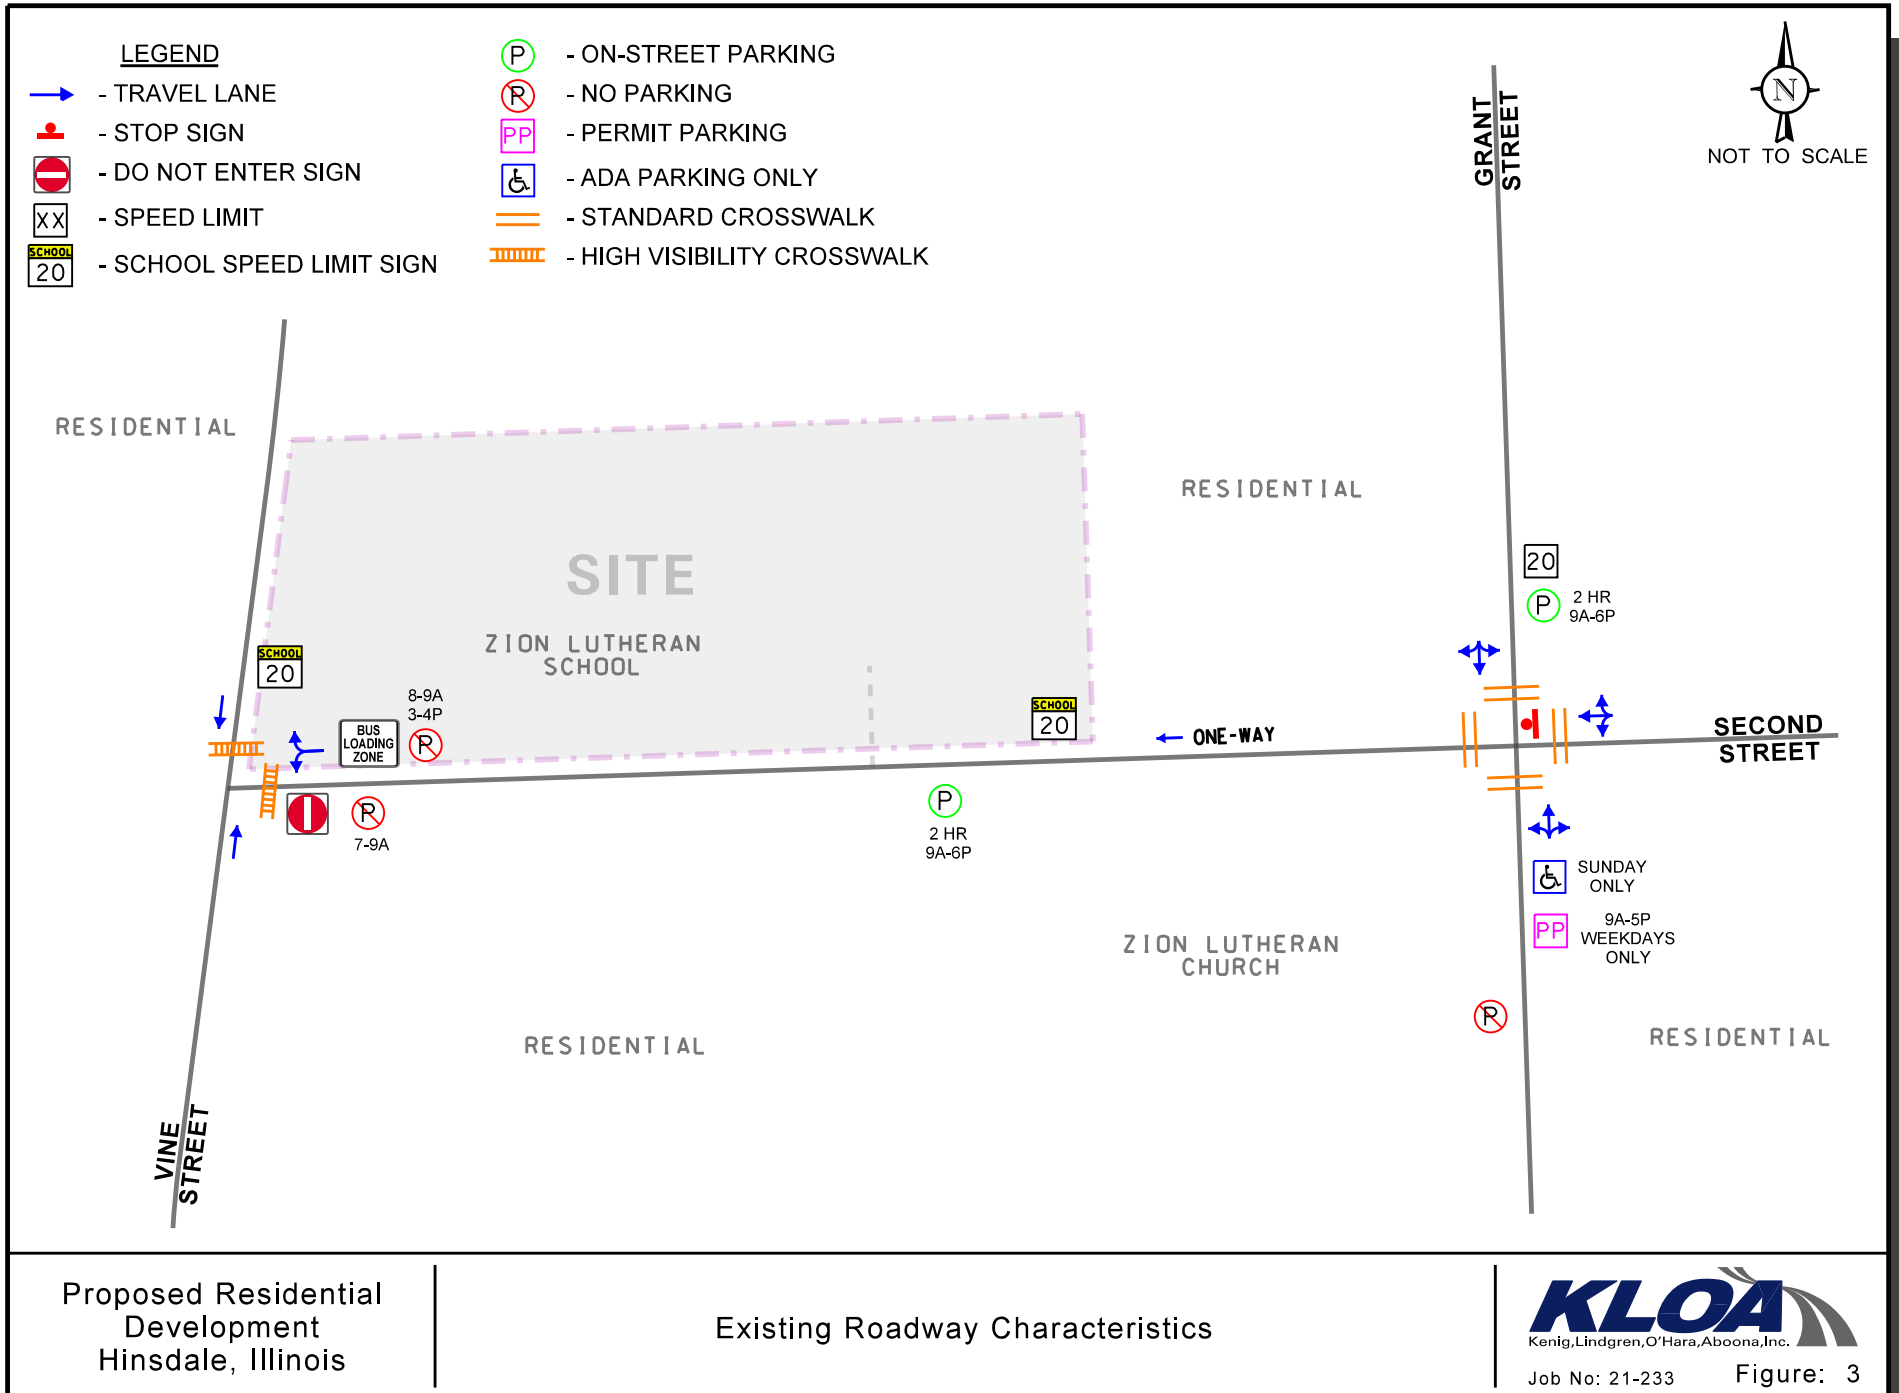 LEGEND
- TRAVEL LANE
- STOP SIGN
- DO NOT ENTER SIGN
XX - SPEED LIMIT
SCHOOL
20 - SCHOOL SPEED LIMIT SIGN
P - ON-STREET PARKING
P - NO PARKING
PP - PERMIT PARKING
- ADA PARKING ONLY
- STANDARD CROSSWALK
- HIGH VISIBILITY CROSSWALK
N
NOT TO SCALE
GRANT
STREET
RESIDENTIAL
RESIDENTIAL
SITE
ZION LUTHERAN
SCHOOL
20
P
2 HR
9A-6P
SCHOOL
20
8-9A
3-4P
BUS
LOADING
ZONE
P
SCHOOL
20
ONE-WAY
SECOND
STREET
P
7-9A
P
2 HR
9A-6P
SUNDAY
ONLY
PP
9A-5P
WEEKDAYS
ONLY
ZION LUTHERAN
CHURCH
P
RESIDENTIAL
RESIDENTIAL
VINE
STREET
Proposed Residential
Development
Hinsdale, Illinois
Existing Roadway Characteristics
KLOA
Kenig,Lindgren,O'Hara,Aboona,Inc.
Job No: 21-233 Figure: 3